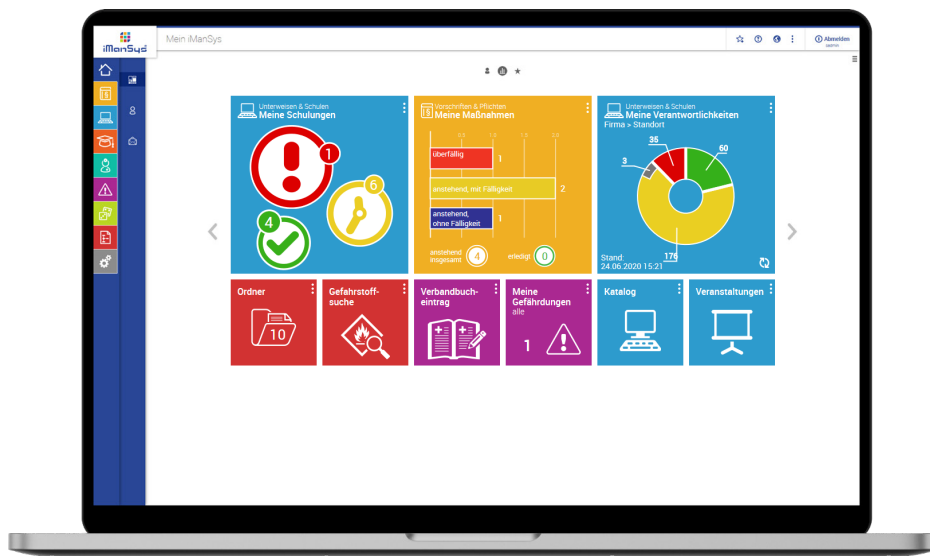 iManSys
Mein iManSys
Abmelden
Unterweisen & Schulen
Meine Schulungen
1
6
4
Vorschriften & Pflichten
Meine Maßnahmen
0.5 1.0 1.5 2.0
überfällig 1
anstehend, mit Fälligkeit 2
anstehend,
ohne Fälligkeit 1
anstehend
insgesamt 4
erledigt 0
Unterweisen & Schulen
Meine Verantwortlichkeiten
Firma > Standort
35
60
3
176
Stand:
24.06.2020 15:21
Ordner
10
Gefahrstoff-
suche
Verbandbuch-
eintrag
Meine
Gefährdungen
alle
1
Katalog
Veranstaltungen